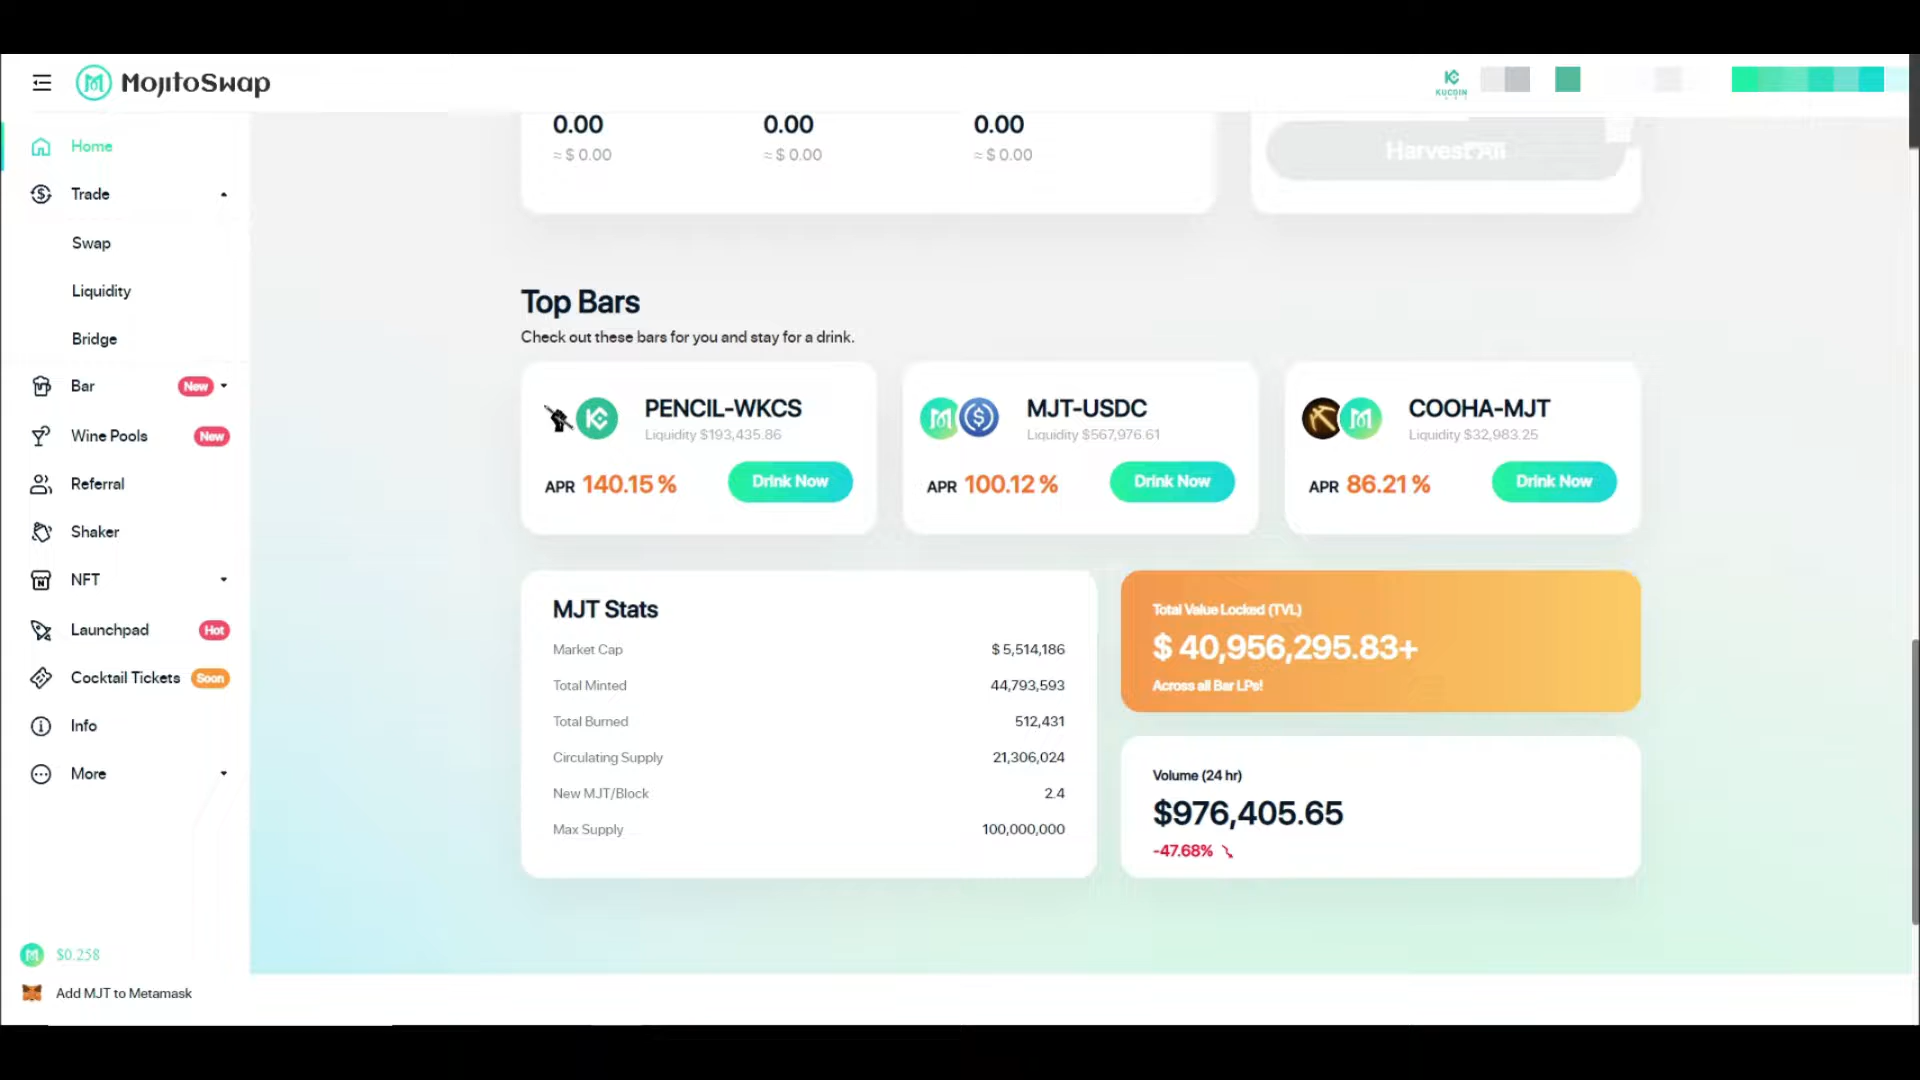 MojitoSwap
KUCOIN
Home
Trade
Swap
Liquidity
Bridge
Bar New
Wine Pools New
Referral
Shaker
NFT
Launchpad Hot
Cocktail Tickets Soon
Info
More
$0.258
Add MJT to Metamask
0.00 0.00 0.00
≈ $ 0.00 ≈ $ 0.00 ≈ $ 0.00
Harvest All
Top Bars
Check out these bars for you and stay for a drink.
PENCIL-WKCS
Liquidity $193,435.86
APR 140.15 % Drink Now
MJT-USDC
Liquidity $567,976.61
APR 100.12 % Drink Now
COOHA-MJT
Liquidity $32,983.25
APR 86.21 % Drink Now
MJT Stats
Market Cap $ 5,514,186
Total Minted 44,793,593
Total Burned 512,431
Circulating Supply 21,306,024
New MJT/Block 2.4
Max Supply 100,000,000
Total Value Locked (TVL)
$ 40,956,295.83+
Across all Bar LPs!
Volume (24 hr)
$976,405.65
-47.68%